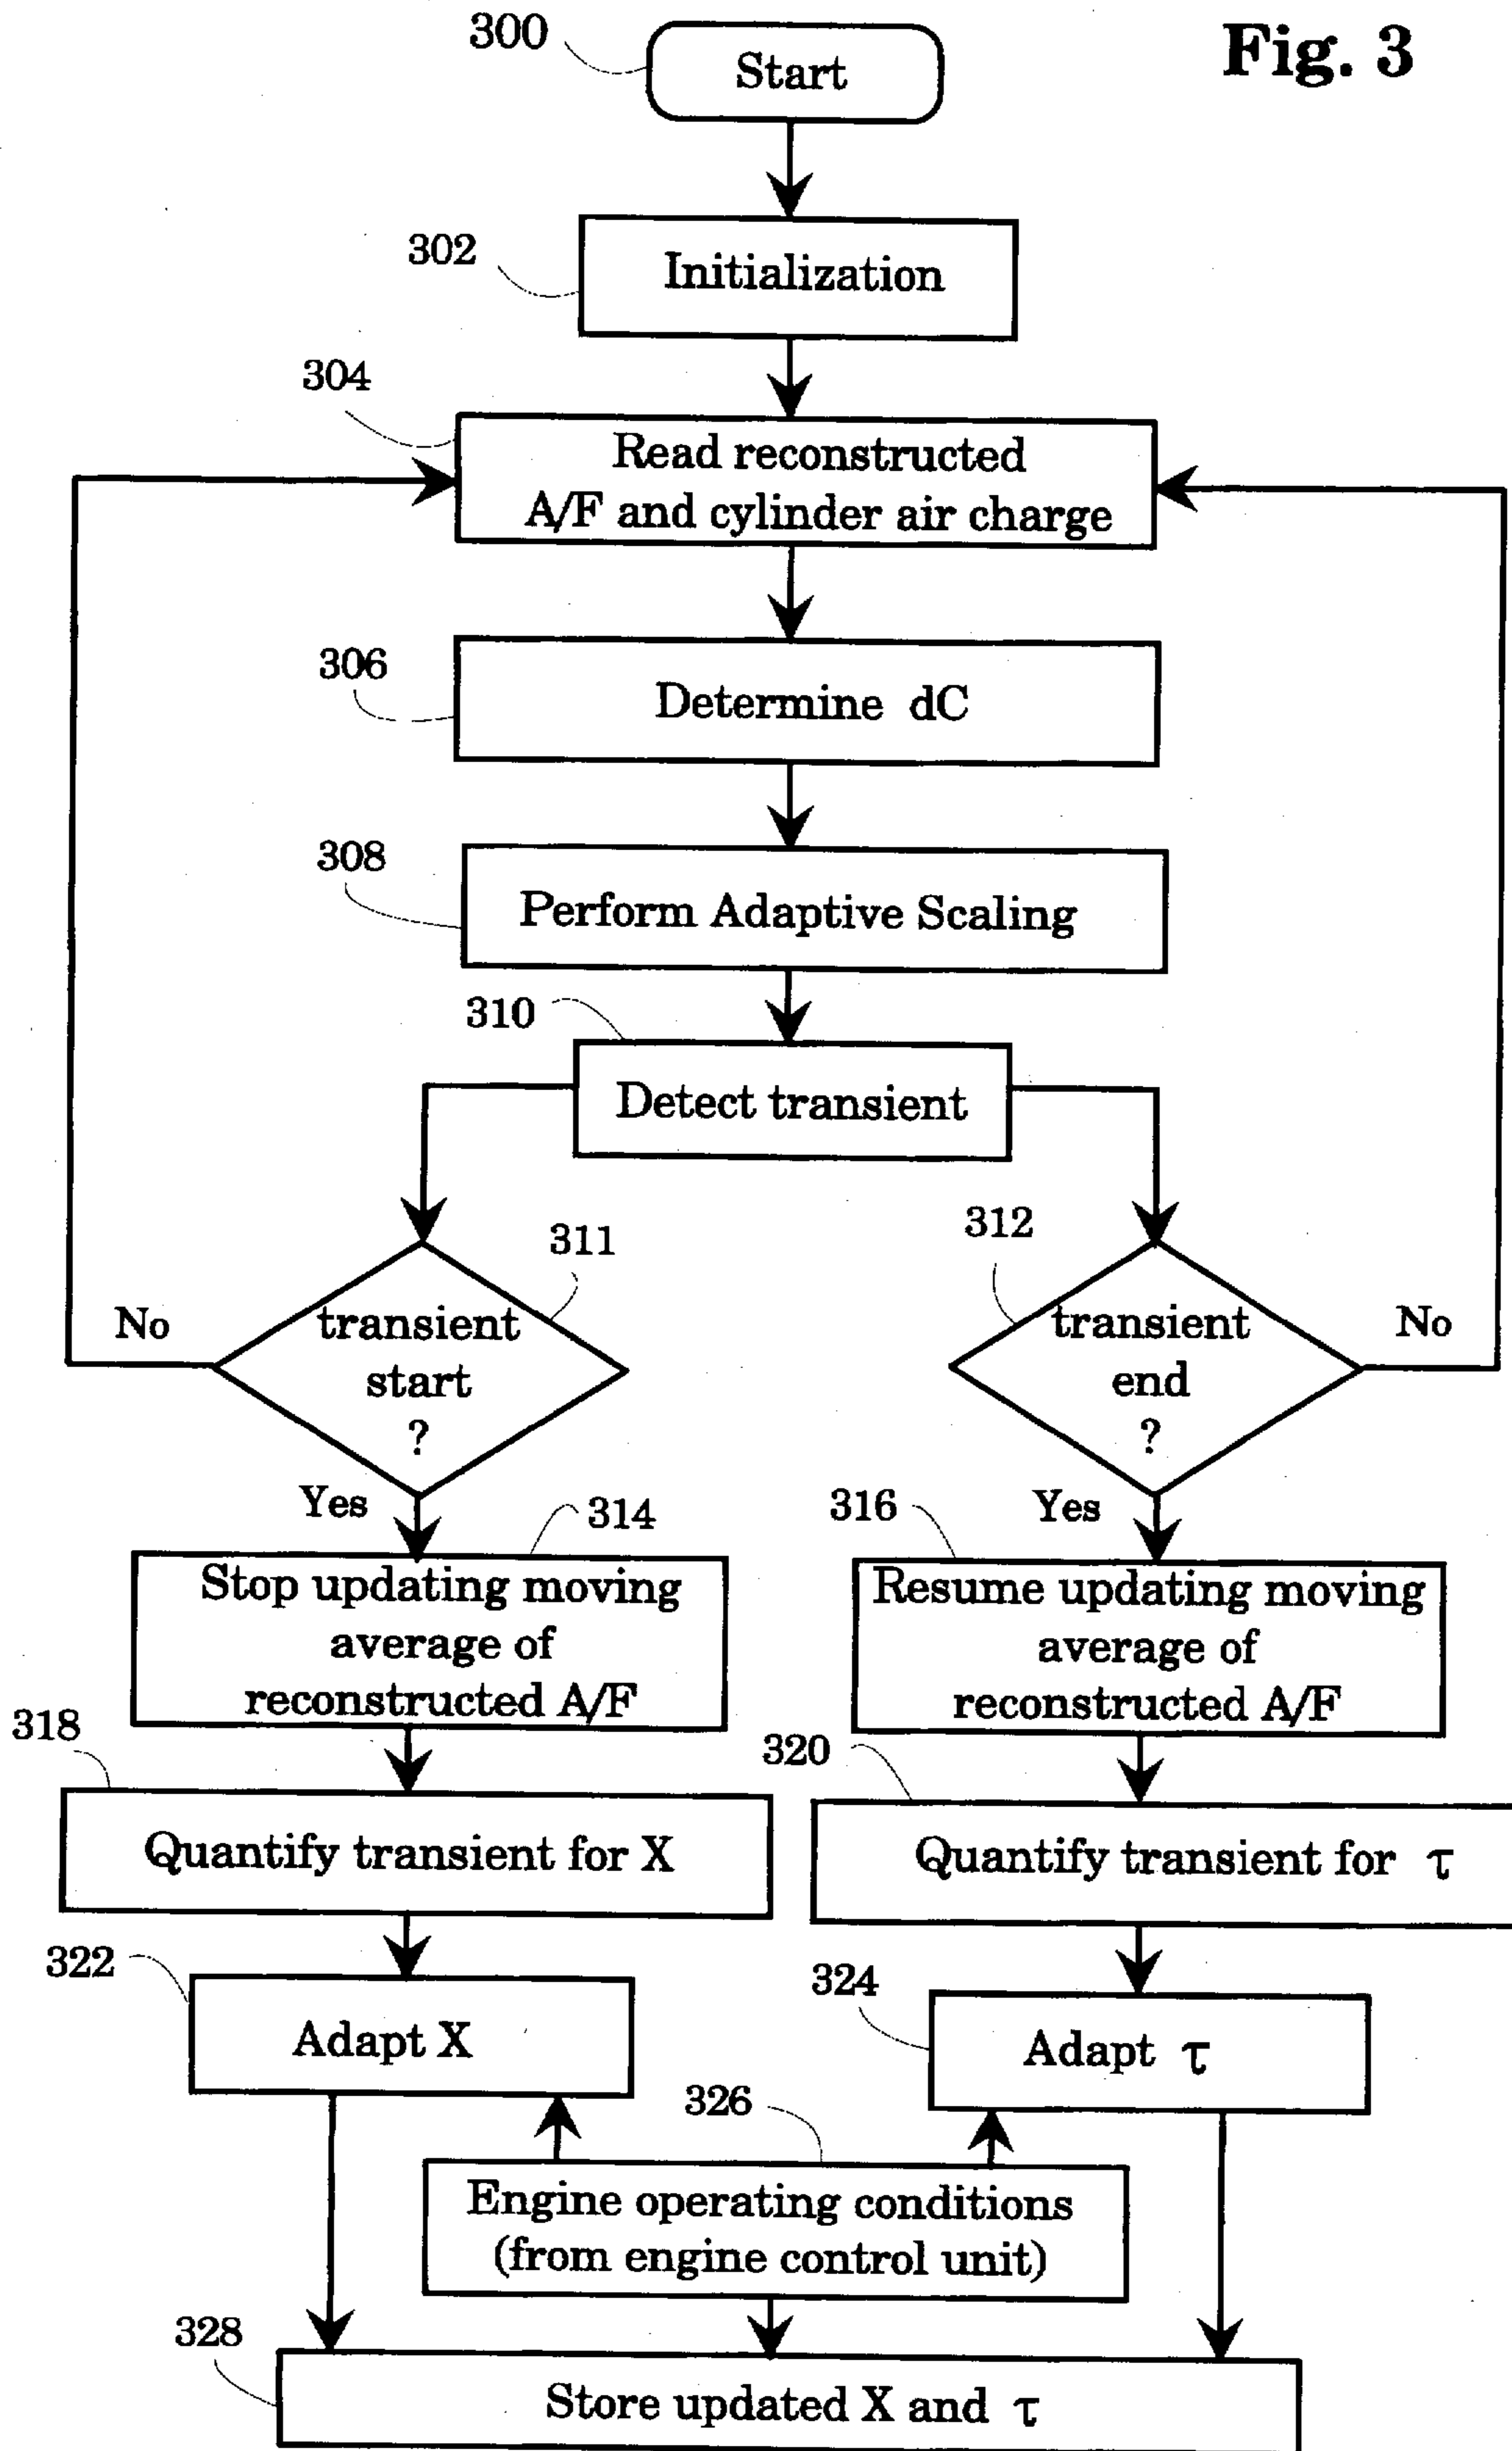 Fig. 3
300
Start
302
Initialization
304
Read reconstructed
A/F and cylinder air charge
306
Determine dC
308
Perform Adaptive Scaling
310
Detect transient
311
312
No
transient
start
?
transient
end
?
No
Yes
314
316
Yes
Stop updating moving
average of
reconstructed A/F
Resume updating moving
average of
reconstructed A/F
318
320
Quantify transient for X
Quantify transient for τ
322
324
Adapt X
Adapt τ
326
Engine operating conditions
(from engine control unit)
328
Store updated X and τ